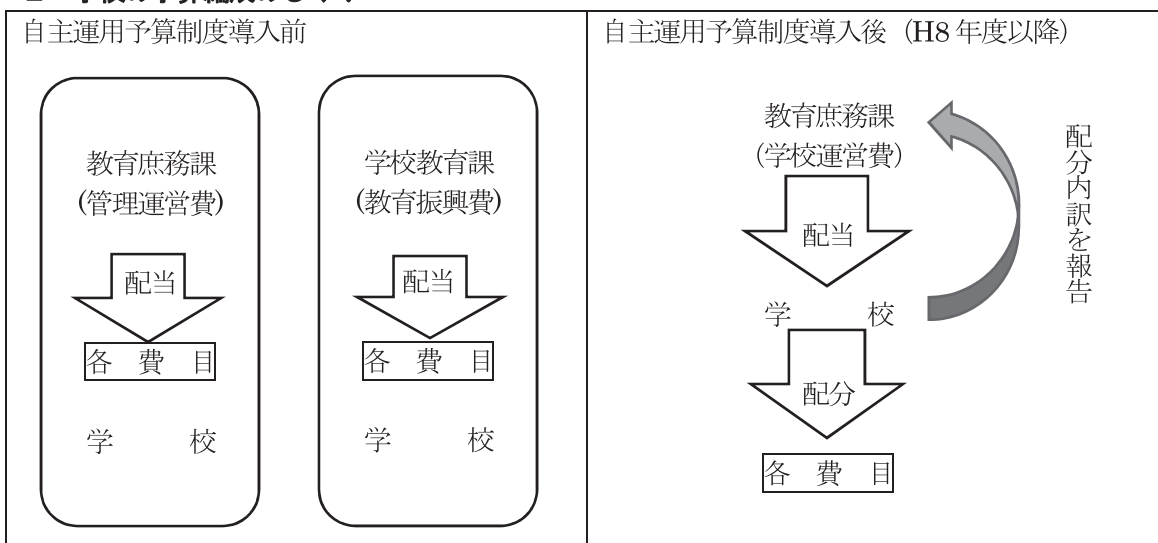 自主運用予算制度導入前
教育庶務課
(管理運営費)
配当
各 費 目
学 校
学校教育課
(教育振興費)
配当
各 費 目
学 校
自主運用予算制度導入後 (H8 年度以降)
教育庶務課
(学校運営費)
配当
学 校
配分
各 費 目
配分内訳を報告